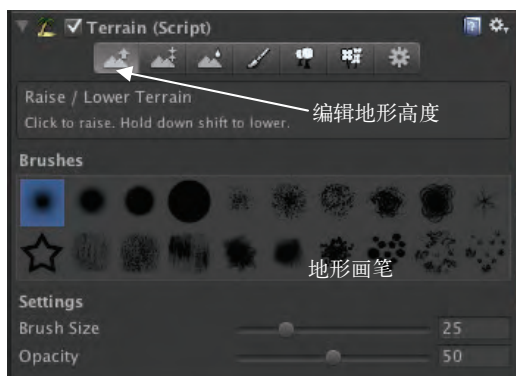 Terrain (Script)
Raise / Lower Terrain
Click to raise. Hold down shift to lower.
编辑地形高度
Brushes
地形画笔
Settings
Brush Size 25
Opacity 50